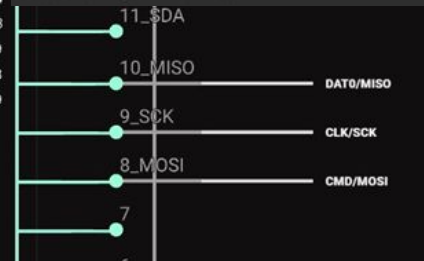 11_SDA
10_MISO
DAT0/MISO
9_SCK
CLK/SCK
8_MOSI
CMD/MOSI
7